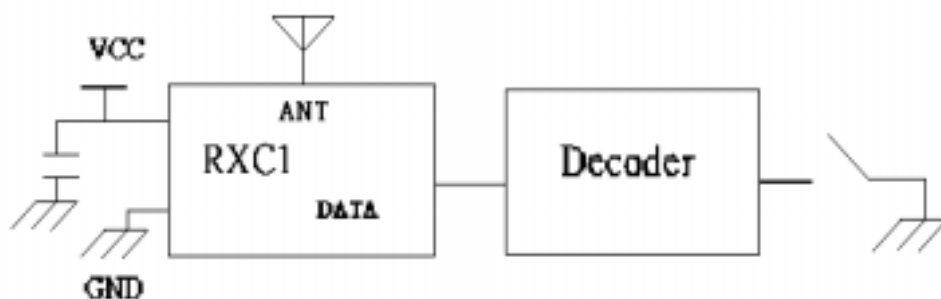 VCC
ANT
RXC1
Decoder
DATA
GND